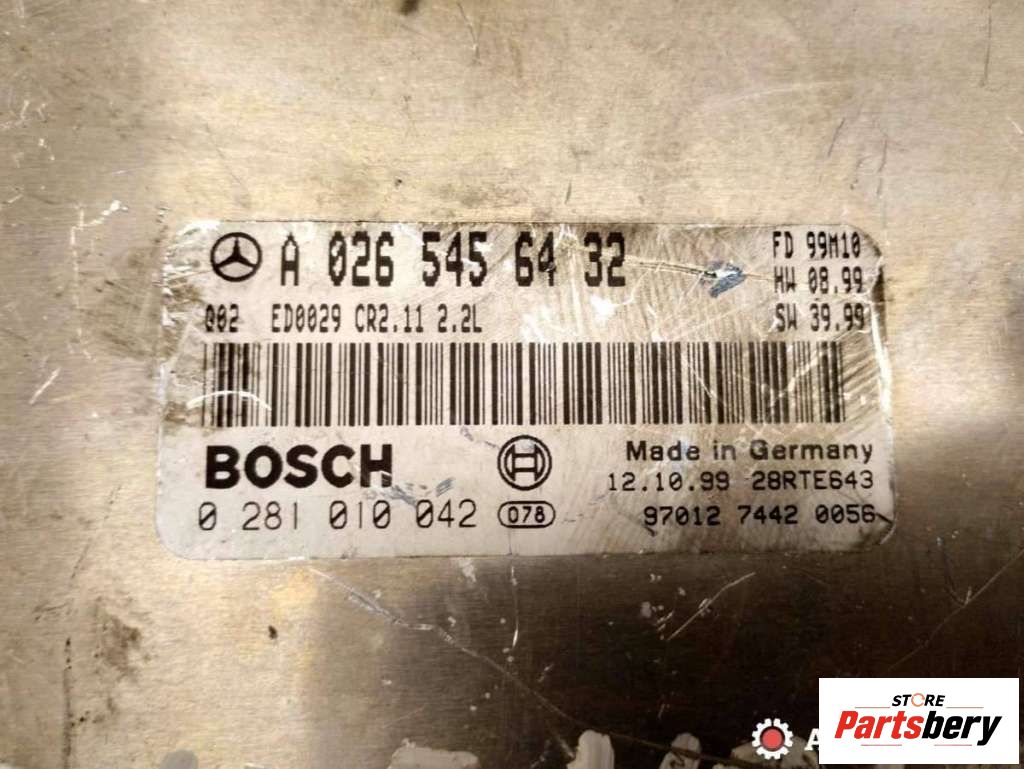 A 026 545 64 32
FD 99M10
HW 08.99
Q02 ED0029 CR2.11 2.2L
SW 39.99
BOSCH
Made in Germany
12.10.99 28RTE643
0 281 010 042 078
97012 7442 0056
STORE
Partsbery